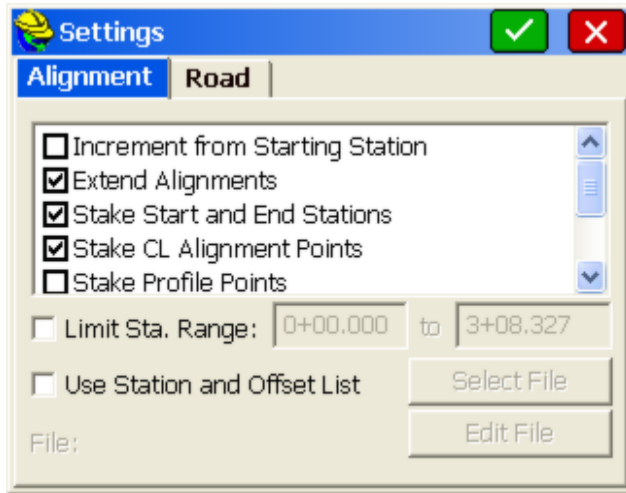 Settings
Alignment Road
Increment from Starting Station
Extend Alignments
Stake Start and End Stations
Stake CL Alignment Points
Stake Profile Points
Limit Sta. Range: 0+00.000 to 3+08.327
Use Station and Offset List Select File
File: Edit File